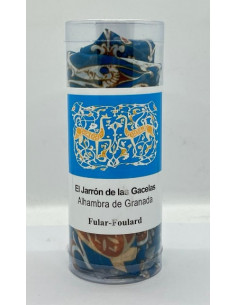 El Jarrón de las Gacelas
Alhambra de Granada
Fular-Foulard